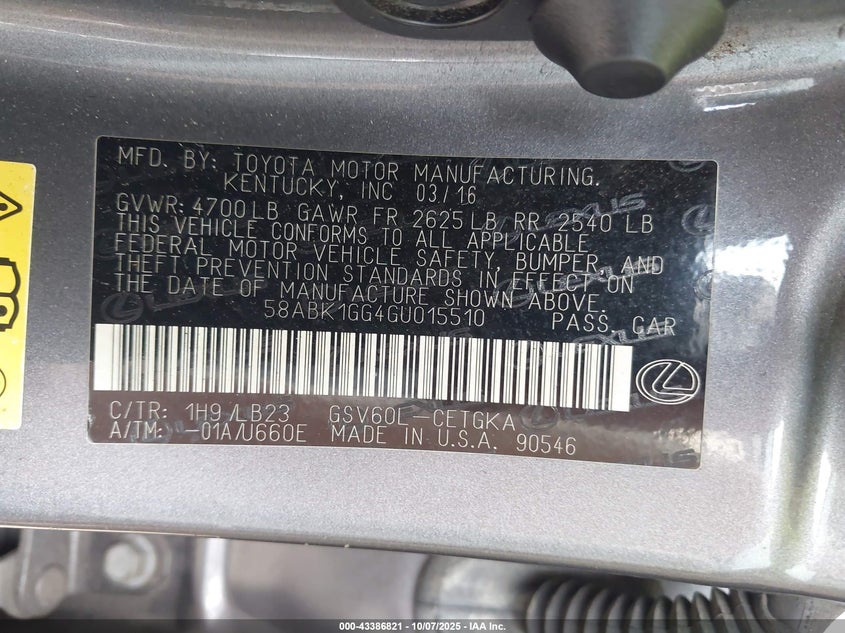 MFD. BY: TOYOTA MOTOR MANUFACTURING.
KENTUCKY, INC 03/16
GVWR: 4700LB GAWR FR 2625LB RR 2540 LB
THIS VEHICLE CONFORMS TO ALL APPLICABLE
FEDERAL MOTOR VEHICLE SAFETY, BUMPER, AND
THEFT PREVENTION STANDARDS IN EFFECT ON
THE DATE OF MANUFACTURE SHOWN ABOVE.
58ABK1GG4GU015510 PASS. CAR
C/TR: 1H9/LB23 GSV60L-CETGKA
A/TM: -01A/U660E MADE IN U.S.A. 90546
000-43386821 - 10/07/2025 - IAA Inc.